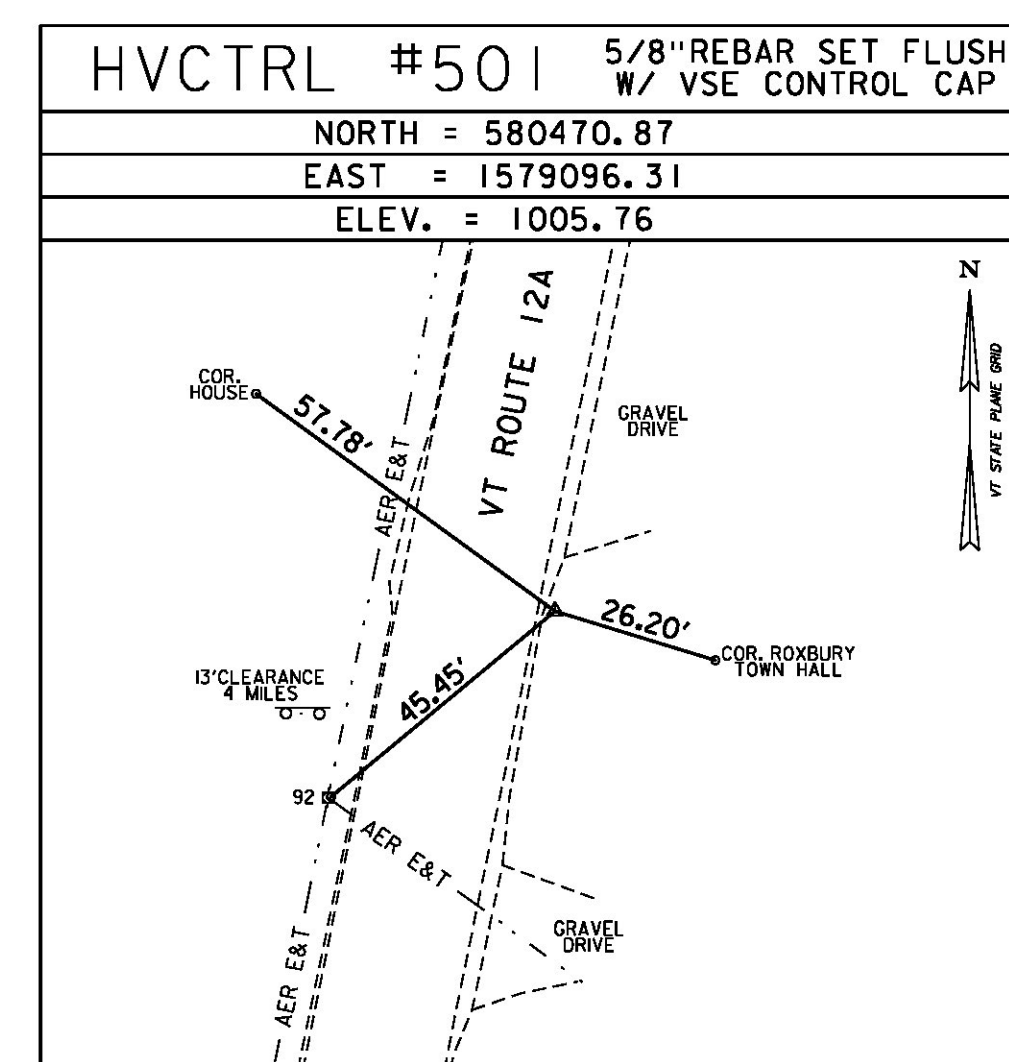 HVCTRL #501
5/8"REBAR SET FLUSH
W/ VSE CONTROL CAP
NORTH = 580470.87
EAST = 1579096.31
ELEV. = 1005.76
N
VT STATE PLANE GRID
VT ROUTE 12A
COR.
HOUSE
57.78'
AER E&T
GRAVEL
DRIVE
26.20'
COR. ROXBURY
TOWN HALL
45.45'
13'CLEARANCE
4 MILES
92
AER E&T
GRAVEL
DRIVE
AER E&T